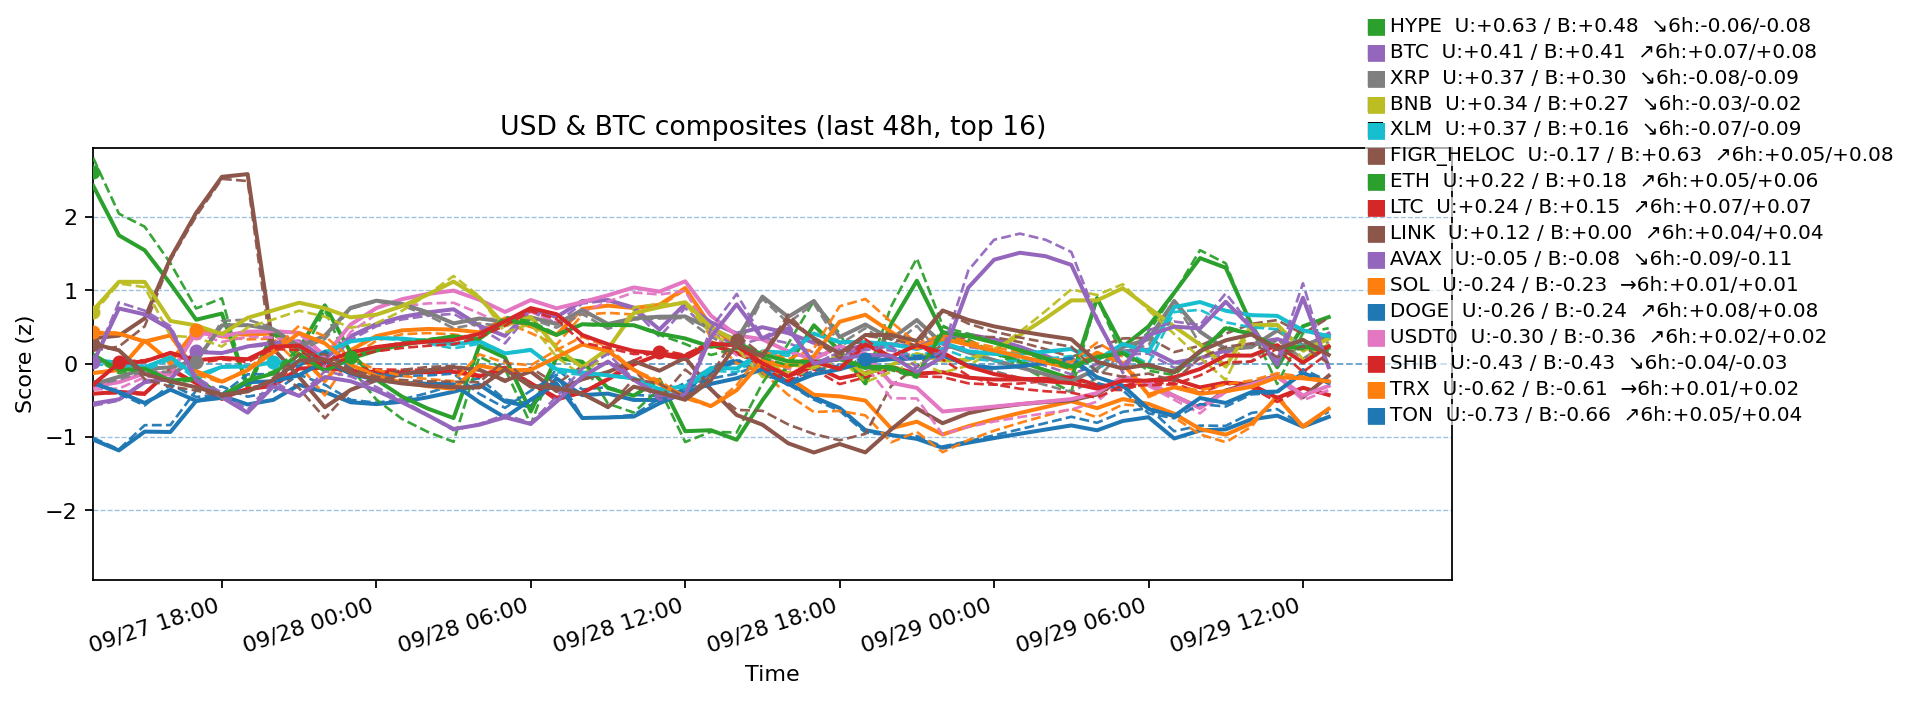 HYPE  U:+0.63 / B:+0.48  ↘6h:-0.06/-0.08
BTC  U:+0.41 / B:+0.41  ↗6h:+0.07/+0.08
XRP  U:+0.37 / B:+0.30  ↘6h:-0.08/-0.09
BNB  U:+0.34 / B:+0.27  ↘6h:-0.03/-0.02
XLM  U:+0.37 / B:+0.16  ↘6h:-0.07/-0.09
FIGR_HELOC  U:-0.17 / B:+0.63  ↗6h:+0.05/+0.08
ETH  U:+0.22 / B:+0.18  ↗6h:+0.05/+0.06
LTC  U:+0.24 / B:+0.15  ↗6h:+0.07/+0.07
LINK  U:+0.12 / B:+0.00  ↗6h:+0.04/+0.04
AVAX  U:-0.05 / B:-0.08  ↘6h:-0.09/-0.11
SOL  U:-0.24 / B:-0.23  →6h:+0.01/+0.01
DOGE  U:-0.26 / B:-0.24  ↗6h:+0.08/+0.08
USDT0  U:-0.30 / B:-0.36  ↗6h:+0.02/+0.02
SHIB  U:-0.43 / B:-0.43  ↘6h:-0.04/-0.03
TRX  U:-0.62 / B:-0.61  →6h:+0.01/+0.02
TON  U:-0.73 / B:-0.66  ↗6h:+0.05/+0.04
USD & BTC composites (last 48h, top 16)
Score (z)
2
1
0
−1
−2
09/27 18:00
09/28 00:00
09/28 06:00
09/28 12:00
09/28 18:00
09/29 00:00
09/29 06:00
09/29 12:00
Time